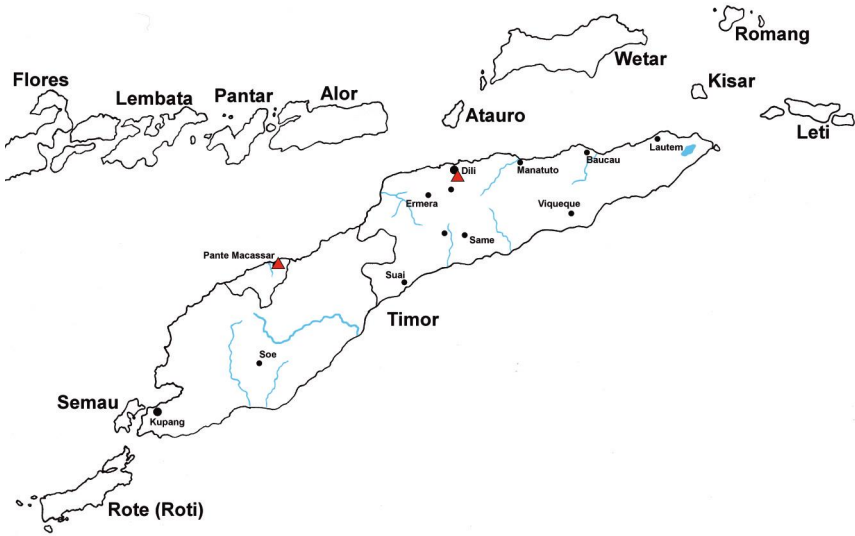 Romang
Wetar
Flores
Kisar
Lembata
Pantar
Alor
Atauro
Leti
Lautem
Baucau
Manatuto
Dili
Ermera
Viqueque
Same
Pante Macassar
Suai
Timor
Soe
Semau
Kupang
Rote (Roti)